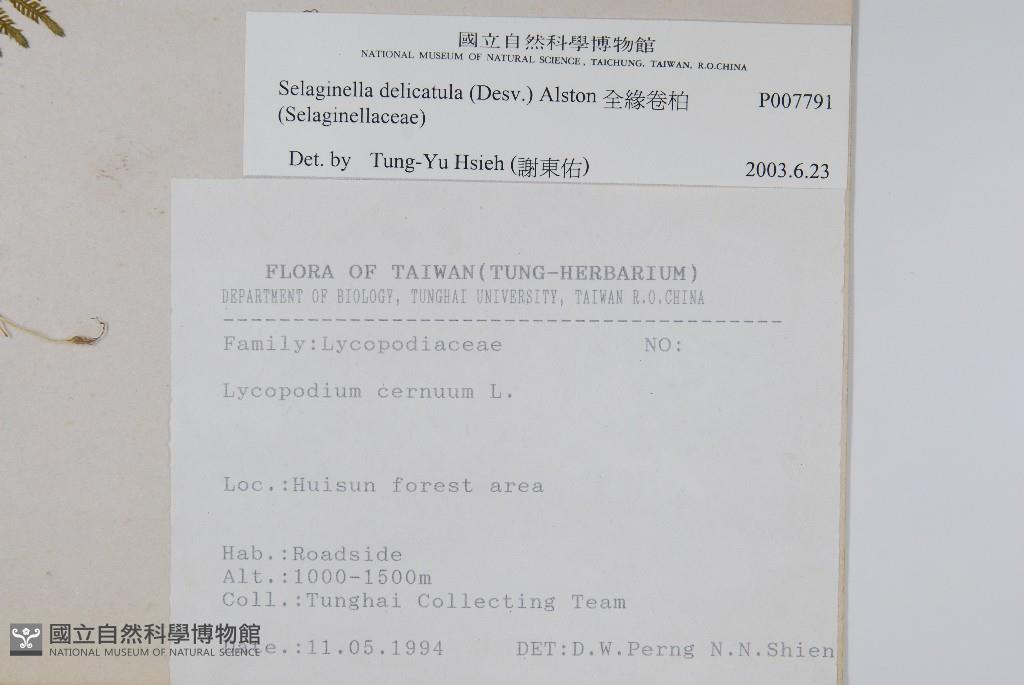 國立自然科學博物館
NATIONAL MUSEUM OF NATURAL SCIENCE, TAICHUNG, TAIWAN, R.O.CHINA
Selaginella delicatula (Desv.) Alston 全緣卷柏 P007791
(Selaginellaceae)
Det. by Tung-Yu Hsieh (謝東佑) 2003.6.23
FLORA OF TAIWAN(TUNG-HERBARIUM)
DEPARTMENT OF BIOLOGY, TUNGHAI UNIVERSITY, TAIWAN R.O.CHINA
Family:Lycopodiaceae NO:
Lycopodium cernuum L.
Loc.:Huisun forest area
Hab.:Roadside
Alt.:1000-1500m
Coll.:Tunghai Collecting Team
Date.:11.05.1994 DET:D.W.Perng N.N.Shien
國立自然科學博物館
NATIONAL MUSEUM OF NATURAL SCIENCE